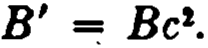 B′ = Bc².